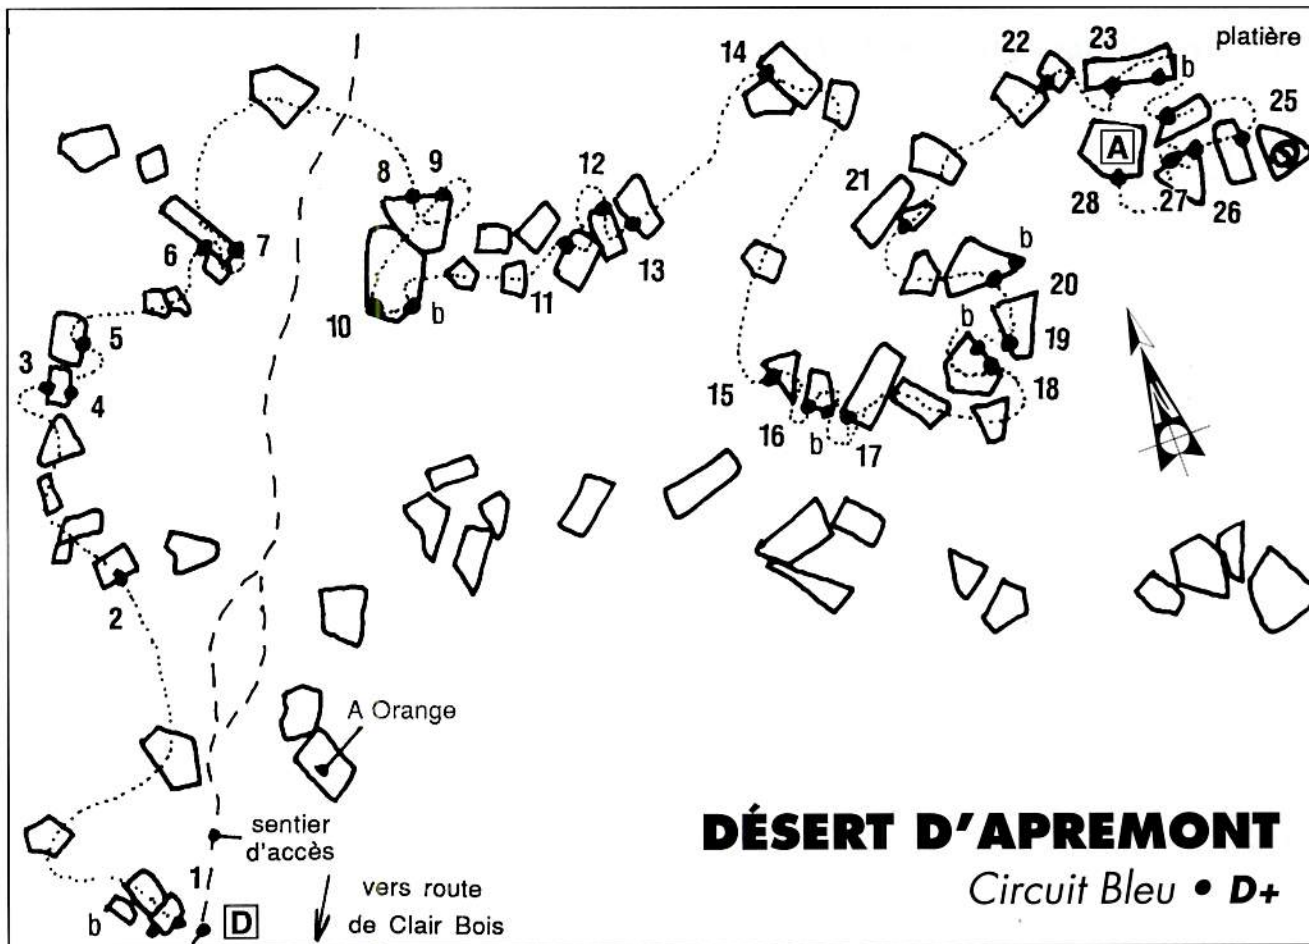 platière
22
23
14
b
25
A
12
8
9
21
28
27
26
6
7
13
b
20
11
10
b
b
5
19
3
4
15
18
16
b
17
2
A Orange
sentier
d'accès
DÉSERT D'APREMONT
1
vers route
Circuit Bleu • D+
b
D
de Clair Bois